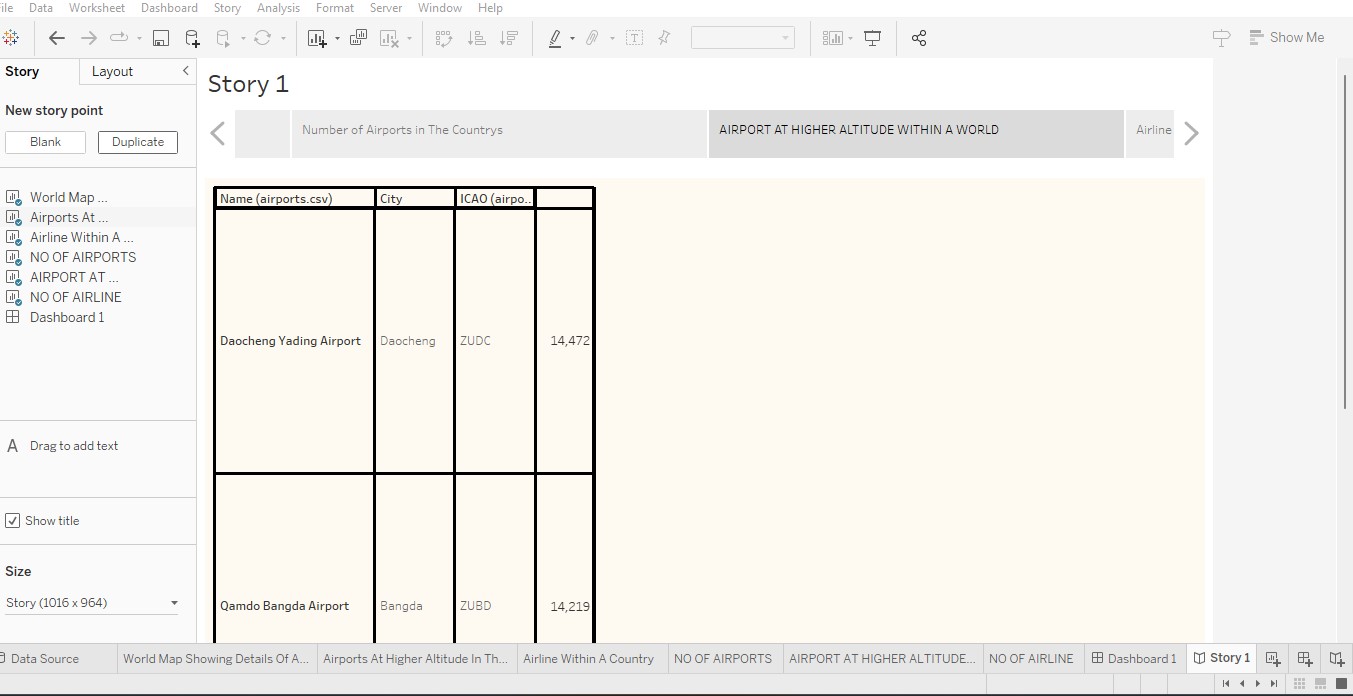 ile Data Worksheet Dashboard Story Analysis Format Server Window Help
Show Me
Story Layout
New story point
Blank Duplicate
World Map ...
Airports At ...
Airline Within A ...
NO OF AIRPORTS
AIRPORT AT ...
NO OF AIRLINE
Dashboard 1
A Drag to add text
Show title
Size
Story (1016 x 964)
Story 1
Number of Airports in The Countrys AIRPORT AT HIGHER ALTITUDE WITHIN A WORLD Airline
Name (airports.csv) City ICAO (airpo..
Daocheng Yading Airport Daocheng ZUDC 14,472
Qamdo Bangda Airport Bangda ZUBD 14,219
Data Source World Map Showing Details Of A... Airports At Higher Altitude In Th... Airline Within A Country NO OF AIRPORTS AIRPORT AT HIGHER ALTITUDE... NO OF AIRLINE Dashboard 1 Story 1